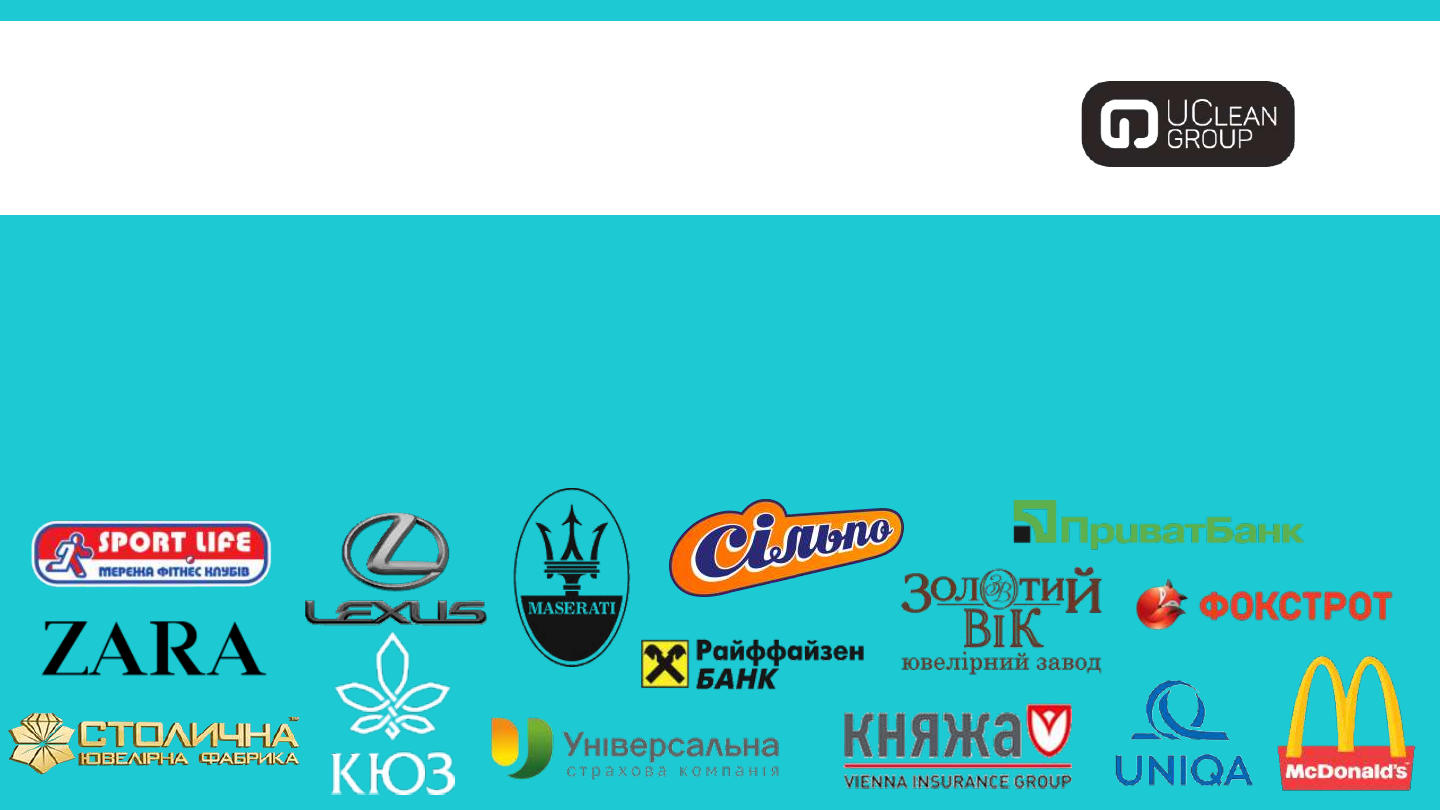 UCLEAN
GROUP
SPORT LIFE
МЕРЕЖА ФІТНЕС КЛУБІВ
LEXUS
MASERATI
Сільпо
ПриватБанк
ZARA
Райффайзен
БАНК
ЗОЛОТИЙ
ВІК
ювелірний завод
ФОКСТРОТ
СТОЛИЧНА™
ЮВЕЛІРНА ФАБРИКА
КЮЗ
Універсальна
страхова компанія
КНЯЖА
VIENNA INSURANCE GROUP
UNIQA
McDonald's